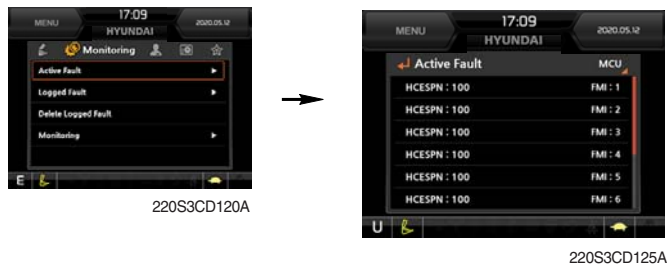 MENU 17:09 2020.05.12
HYUNDAI
Monitoring
Active Fault
Logged Fault
Delete Logged Fault
Monitoring
E
220S3CD120A
MENU 17:09 2020.05.12
HYUNDAI
Active Fault MCU
HCESPN : 100 FMI : 1
HCESPN : 100 FMI : 2
HCESPN : 100 FMI : 3
HCESPN : 100 FMI : 4
HCESPN : 100 FMI : 5
HCESPN : 100 FMI : 6
U
220S3CD125A